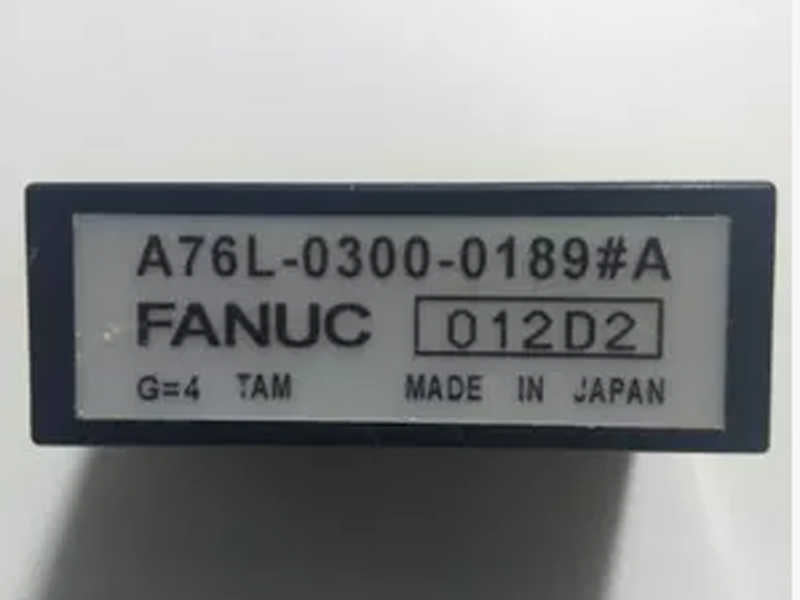 A76L-0300-0189#A
FANUC 012D2
G=4 TAM MADE IN JAPAN